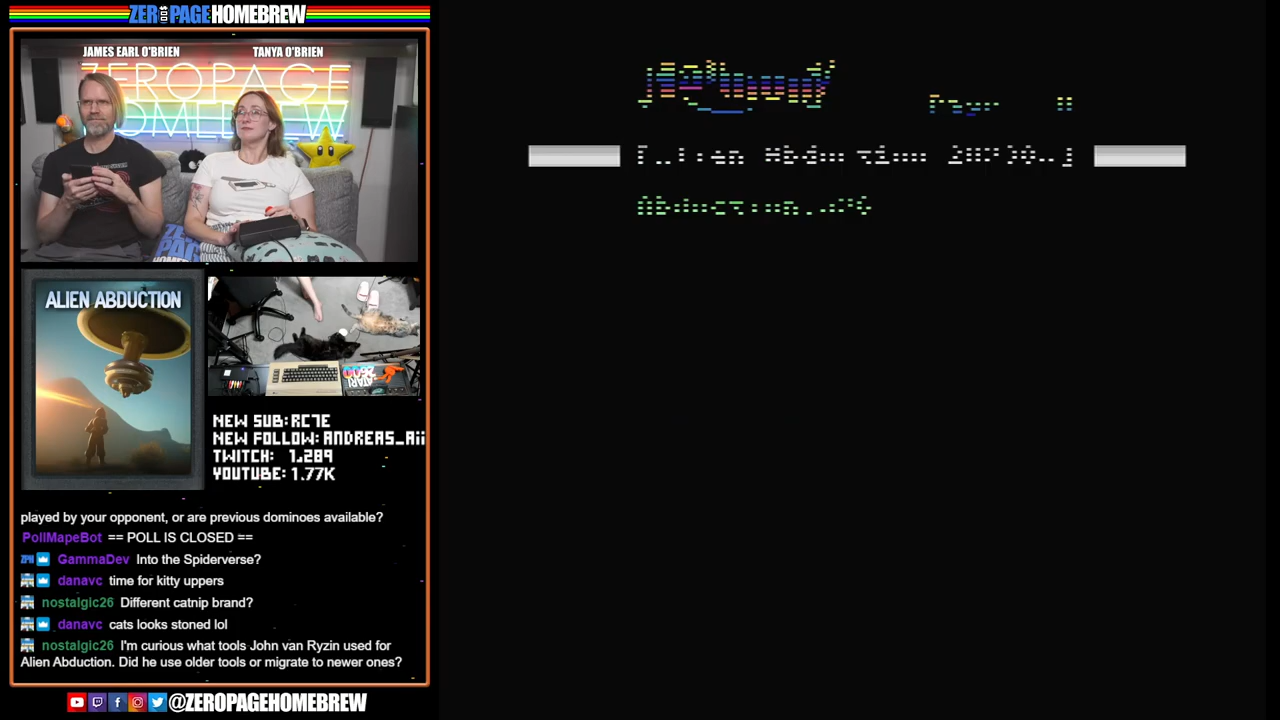 ZEROPAGE HOMEBREW
JAMES EARL O'BRIEN
TANYA O'BRIEN
ZEROPAGE
HOMEBREW
ALIEN ABDUCTION
NEW SUB: RC7E
NEW FOLLOW: ANDREAS_AII
TWITCH: 1,289
YOUTUBE: 1.77K
played by your opponent, or are previous dominoes available?
PollMapeBot == POLL IS CLOSED ==
GammaDev Into the Spiderverse?
danavc time for kitty uppers
nostalgic26 Different catnip brand?
danavc cats looks stoned lol
nostalgic26 I'm curious what tools John van Ryzin used for
Alien Abduction. Did he use older tools or migrate to newer ones?
@ZEROPAGEHOMEBREW